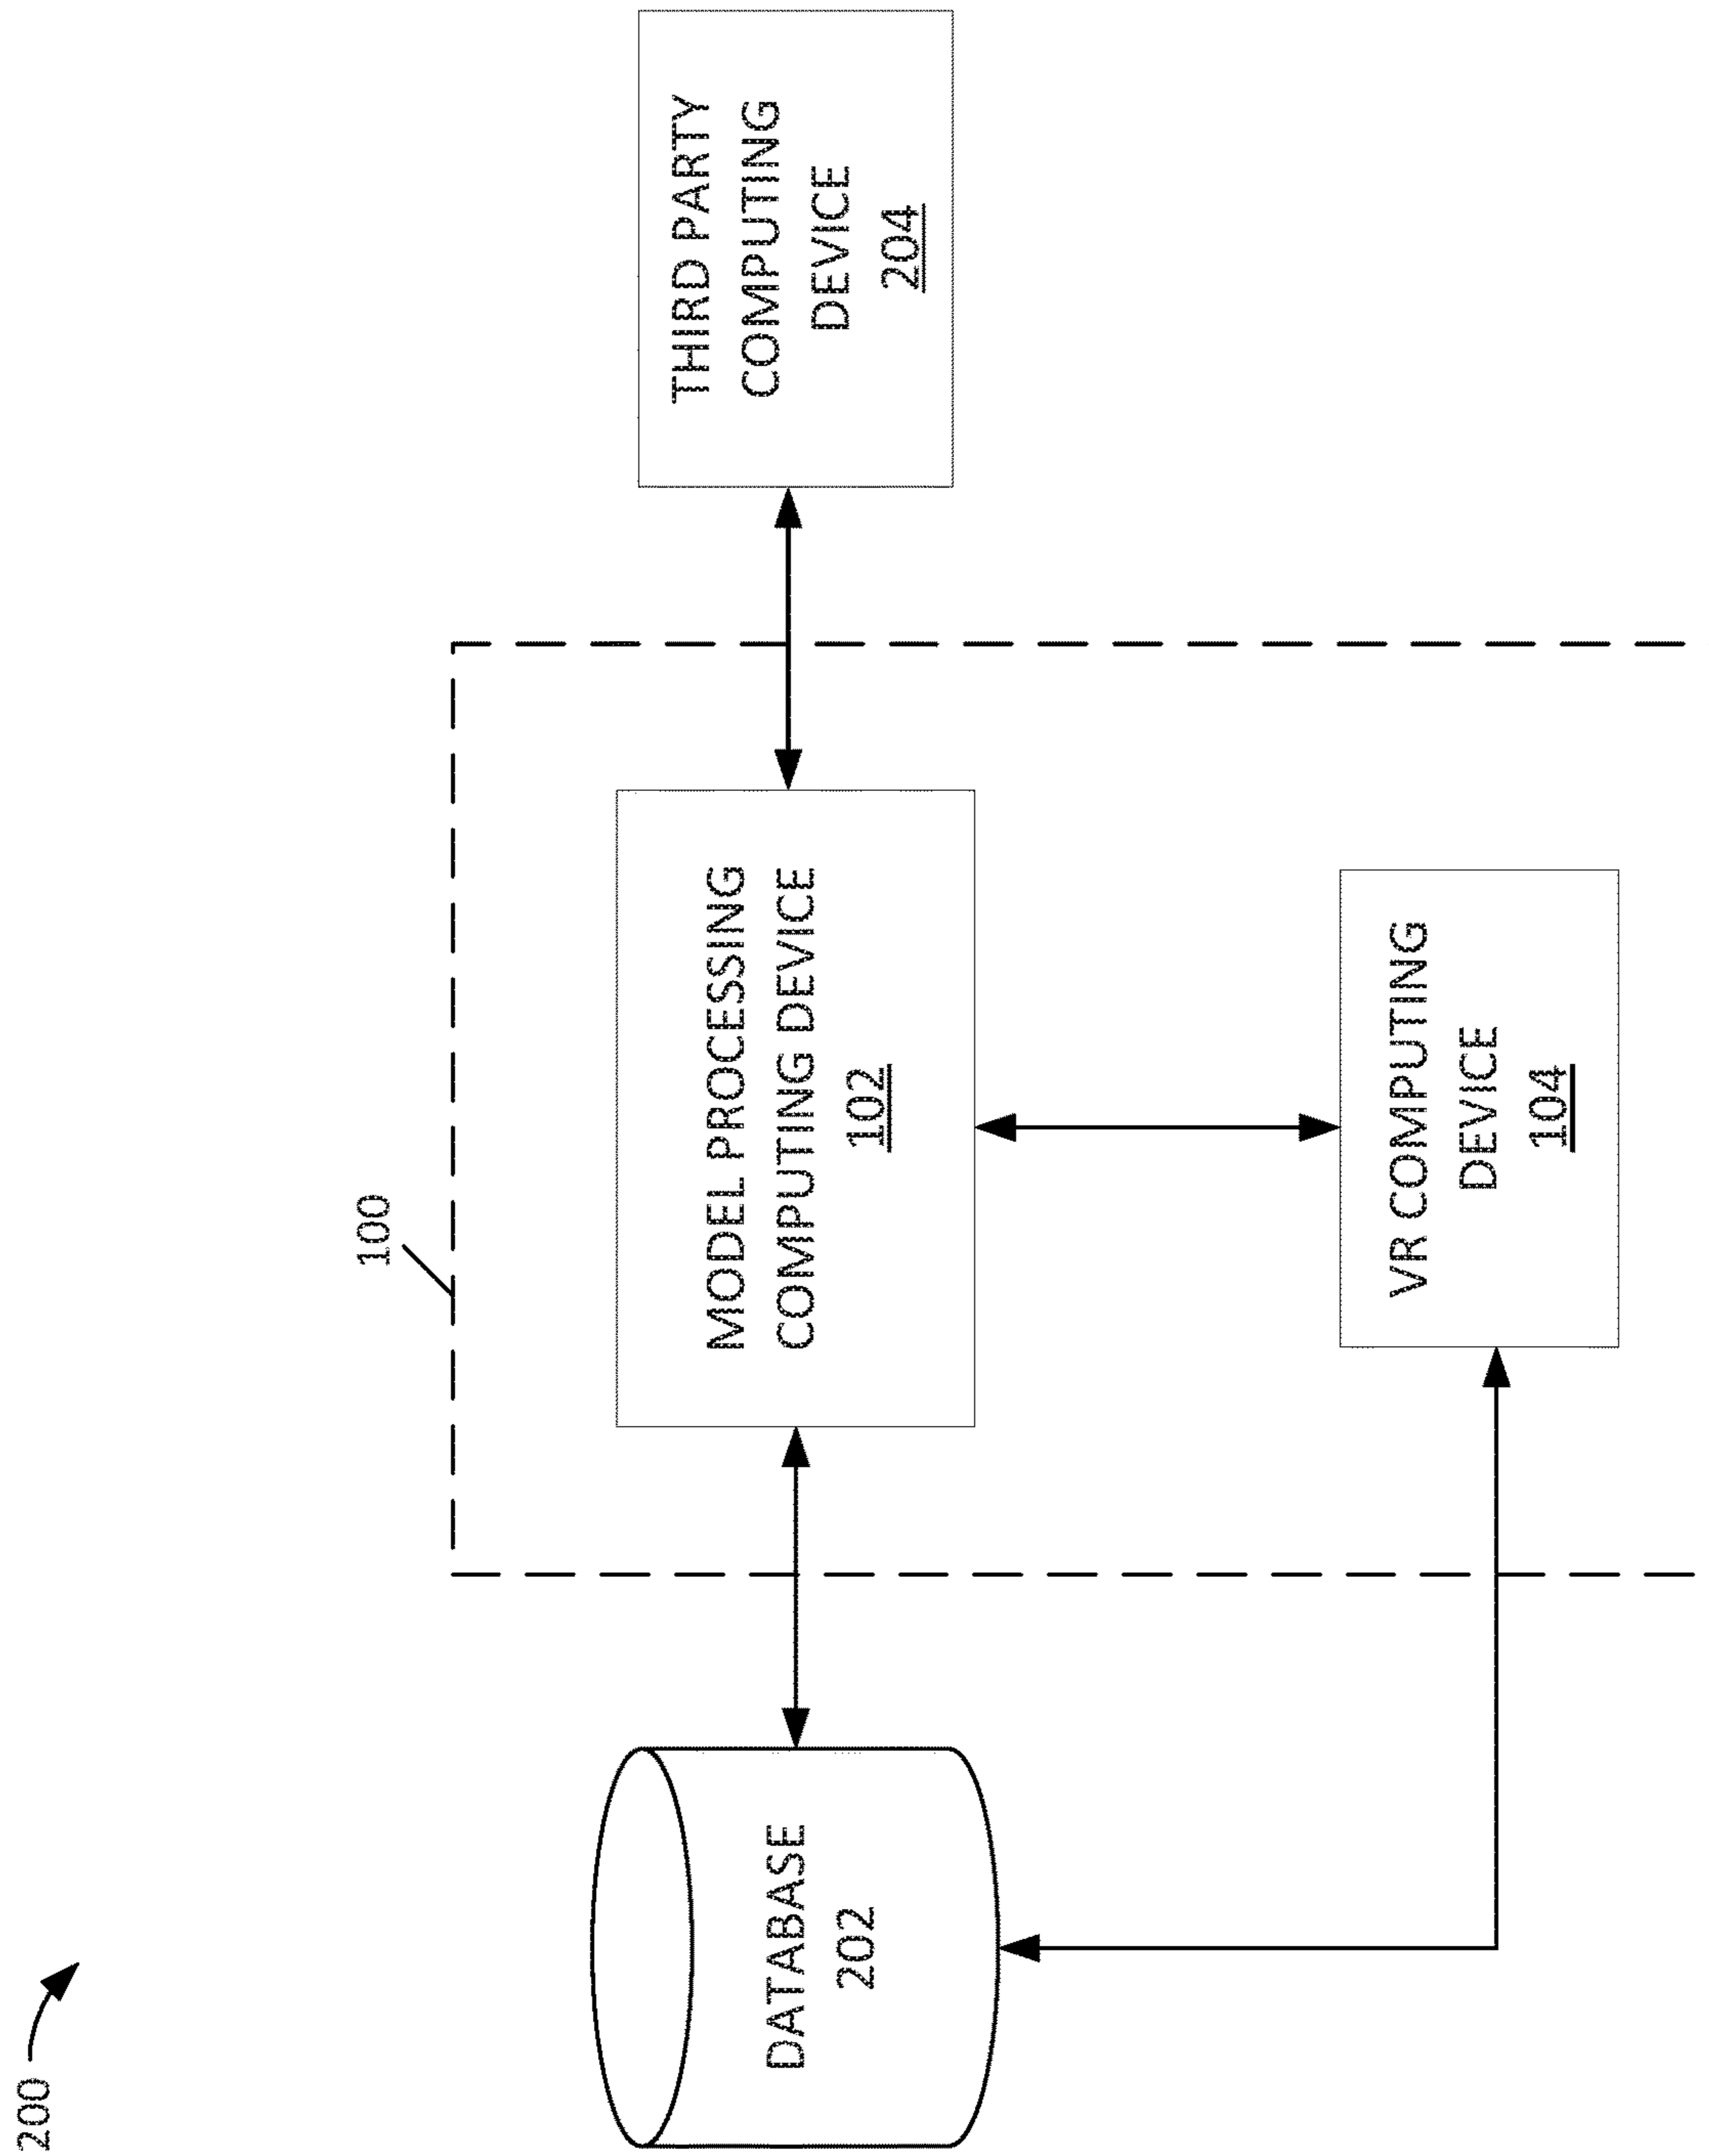 200
100
DATABASE
202
MODEL PROCESSING
COMPUTING DEVICE
102
THIRD PARTY
COMPUTING
DEVICE
204
VR COMPUTING
DEVICE
104